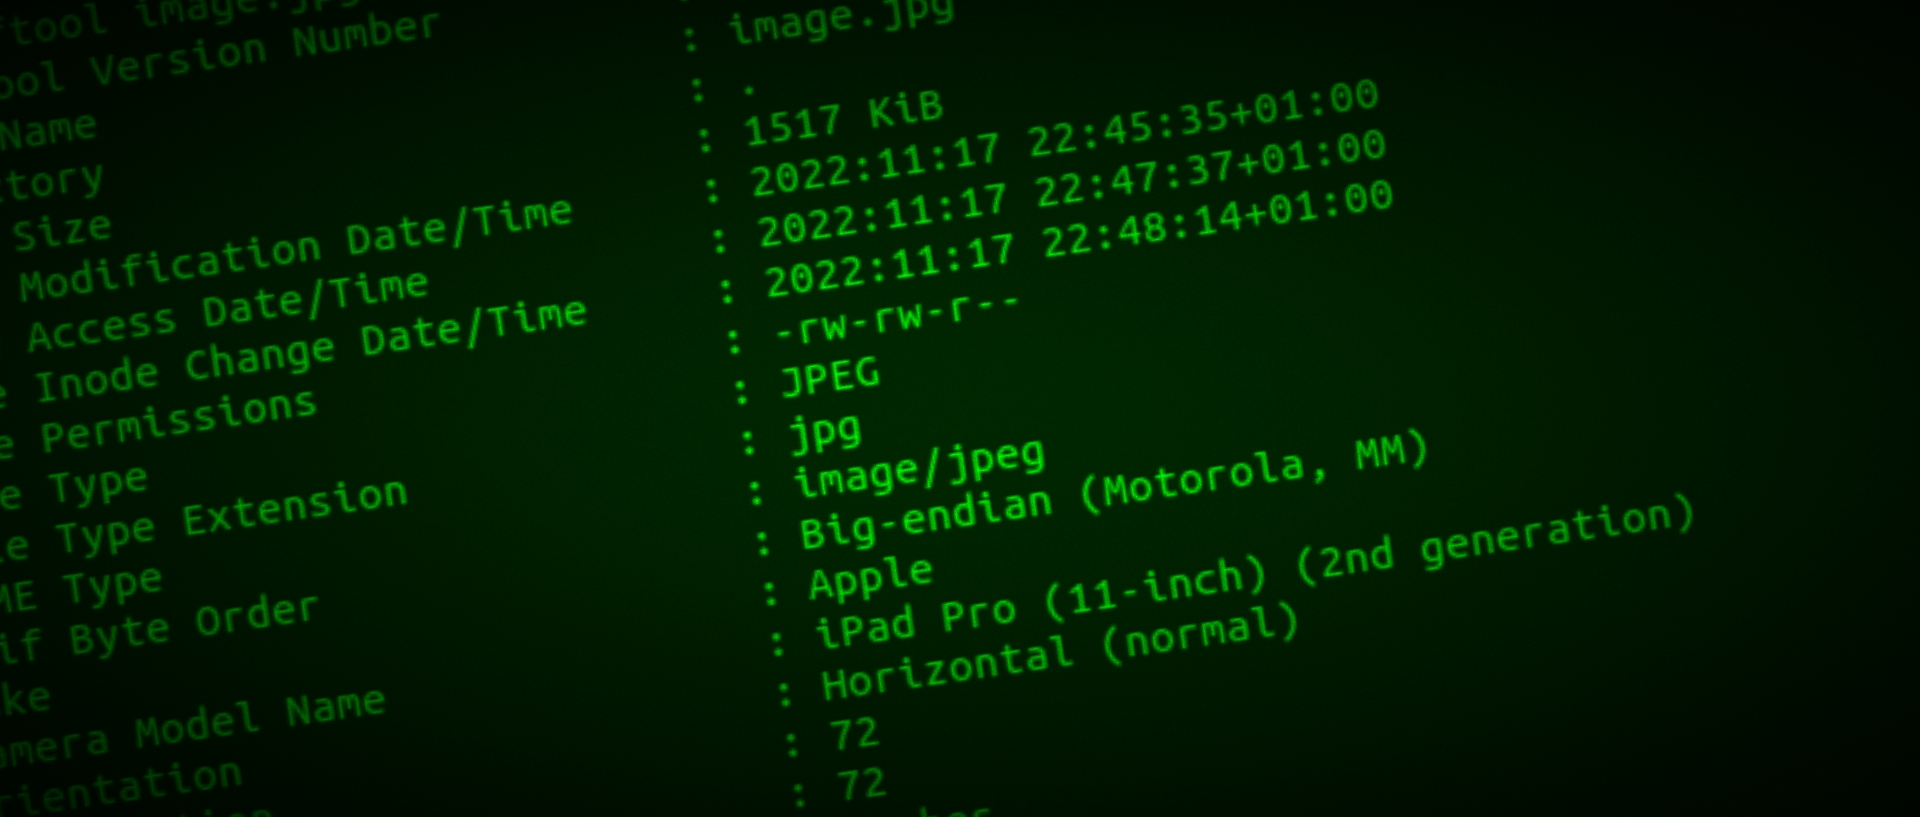 ftool image.jpg
ool Version Number :
Name : image.jpg
tory : .
Size : 1517 KiB
Modification Date/Time : 2022:11:17 22:45:35+01:00
Access Date/Time : 2022:11:17 22:47:37+01:00
e Inode Change Date/Time : 2022:11:17 22:48:14+01:00
e Permissions : -rw-rw-r--
e Type : JPEG
le Type Extension : jpg
ME Type : image/jpeg
if Byte Order : Big-endian (Motorola, MM)
ke : Apple
mera Model Name : iPad Pro (11-inch) (2nd generation)
rientation : Horizontal (normal)
: 72
: 72